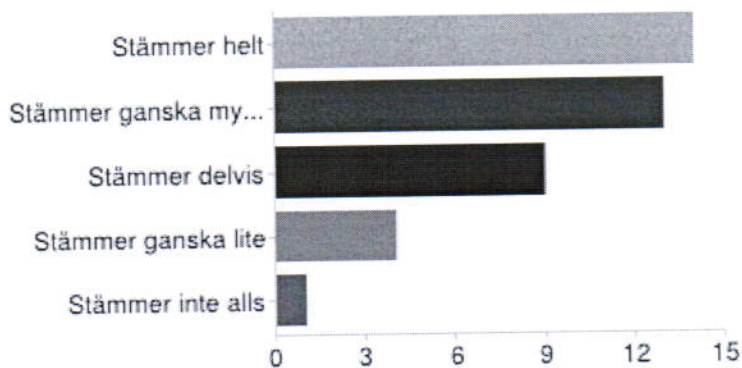 Stämmer helt
Stämmer ganska my...
Stämmer delvis
Stämmer ganska lite
Stämmer inte alls
0 3 6 9 12 15